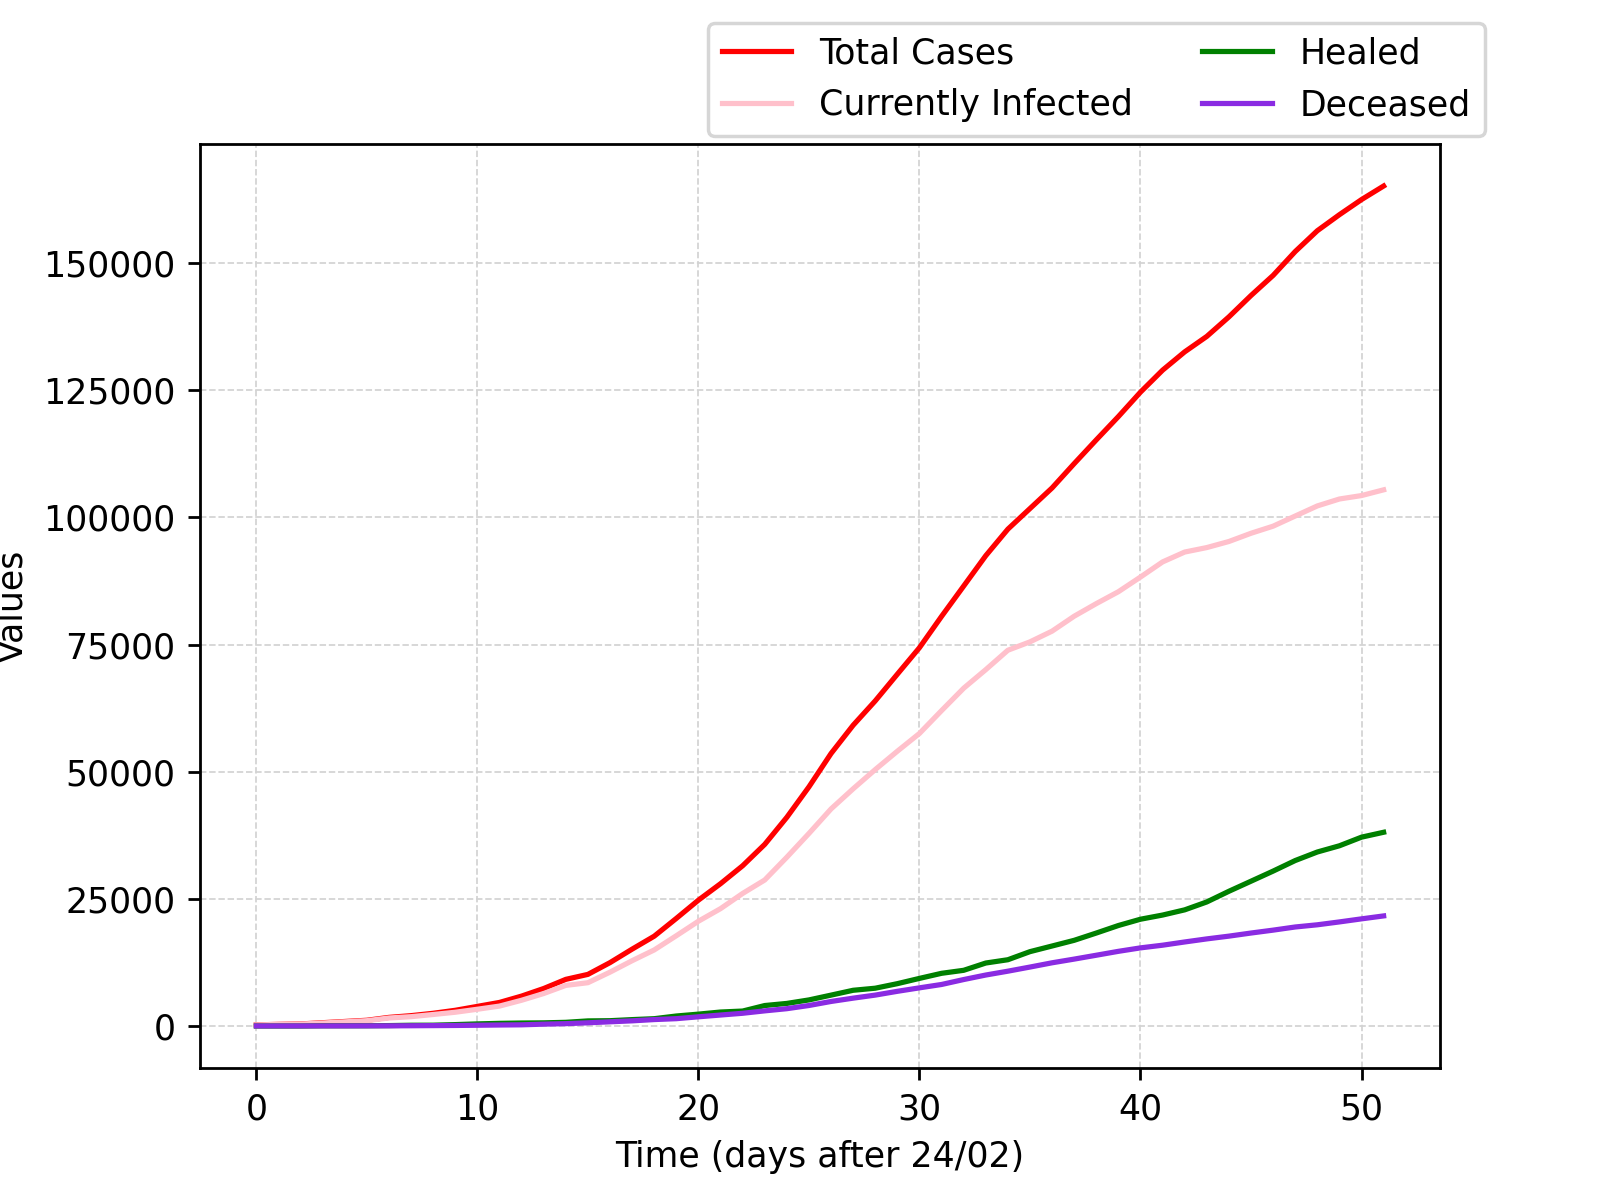 Total Cases
Currently Infected
Healed
Deceased
Values
150000
125000
100000
75000
50000
25000
0
0 10 20 30 40 50
Time (days after 24/02)